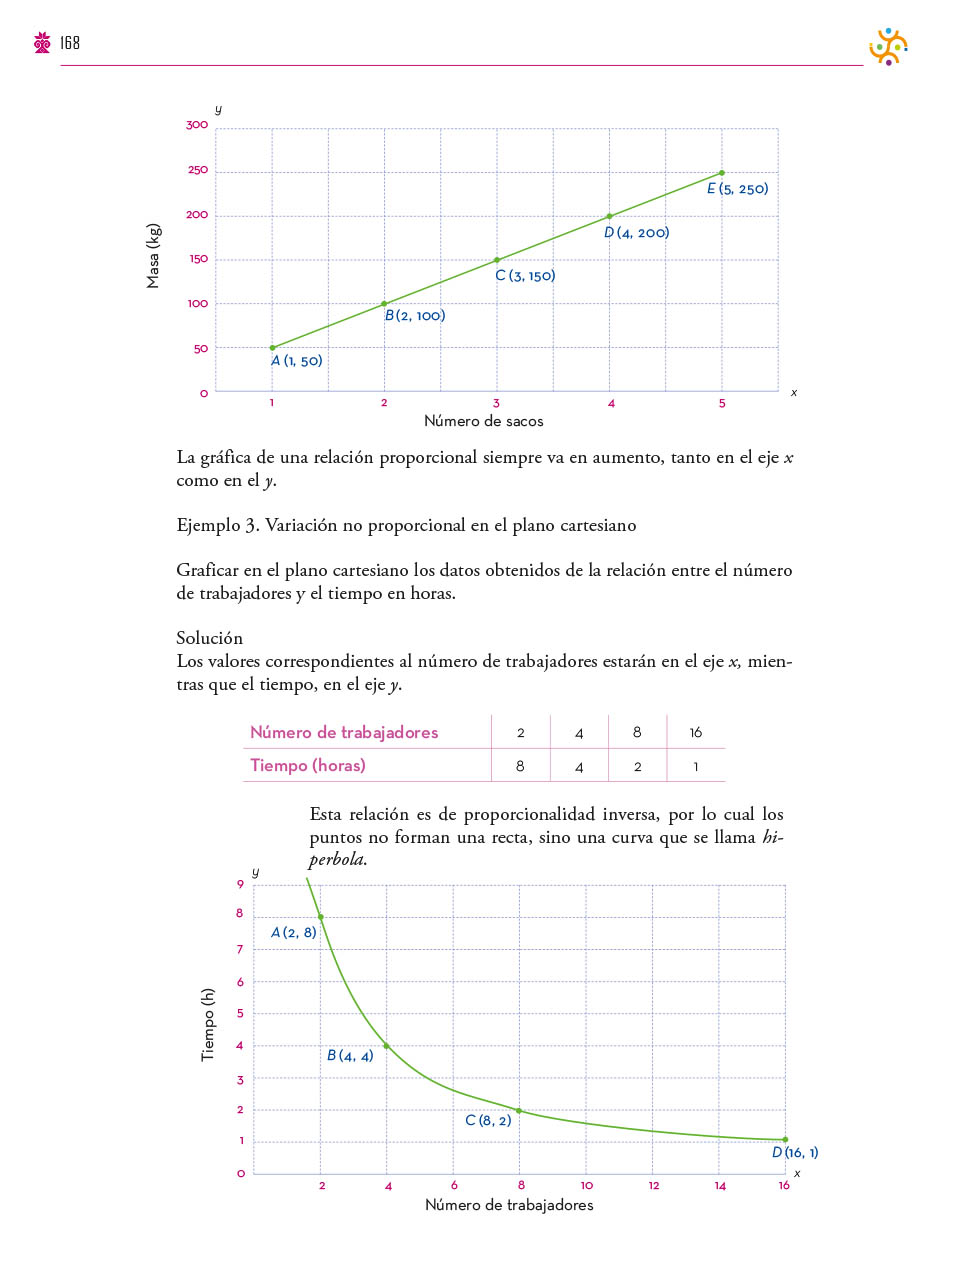 168
y
300
250
200
150
100
50
0
Masa (kg)
E (5, 250)
D (4, 200)
C (3, 150)
B (2, 100)
A (1, 50)
1 2 3 4 5
x
Número de sacos
La gráfica de una relación proporcional siempre va en aumento, tanto en el eje x
como en el y.
Ejemplo 3. Variación no proporcional en el plano cartesiano
Graficar en el plano cartesiano los datos obtenidos de la relación entre el número
de trabajadores y el tiempo en horas.
Solución
Los valores correspondientes al número de trabajadores estarán en el eje x, mien-
tras que el tiempo, en el eje y.
Número de trabajadores 2 4 8 16
Tiempo (horas) 8 4 2 1
Esta relación es de proporcionalidad inversa, por lo cual los
puntos no forman una recta, sino una curva que se llama hi-
perbola.
y
9
8
7
6
5
4
3
2
1
0
Tiempo (h)
A (2, 8)
B (4, 4)
C (8, 2)
D (16, 1)
x
2 4 6 8 10 12 14 16
Número de trabajadores